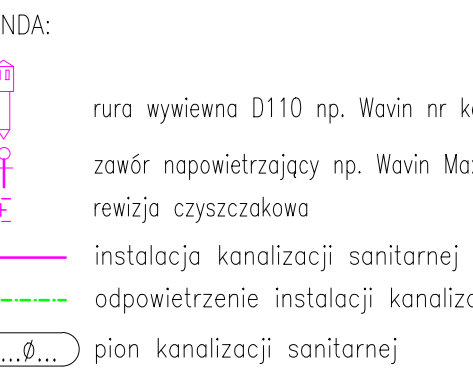 NDA:
rura wywiewna D110 np. Wavin nr k
zawór napowietrzający np. Wavin Ma
rewizja czyszczakowa
instalacja kanalizacji sanitarnej
odpowietrzenie instalacji kanaliz
...Ø... pion kanalizacji sanitarnej